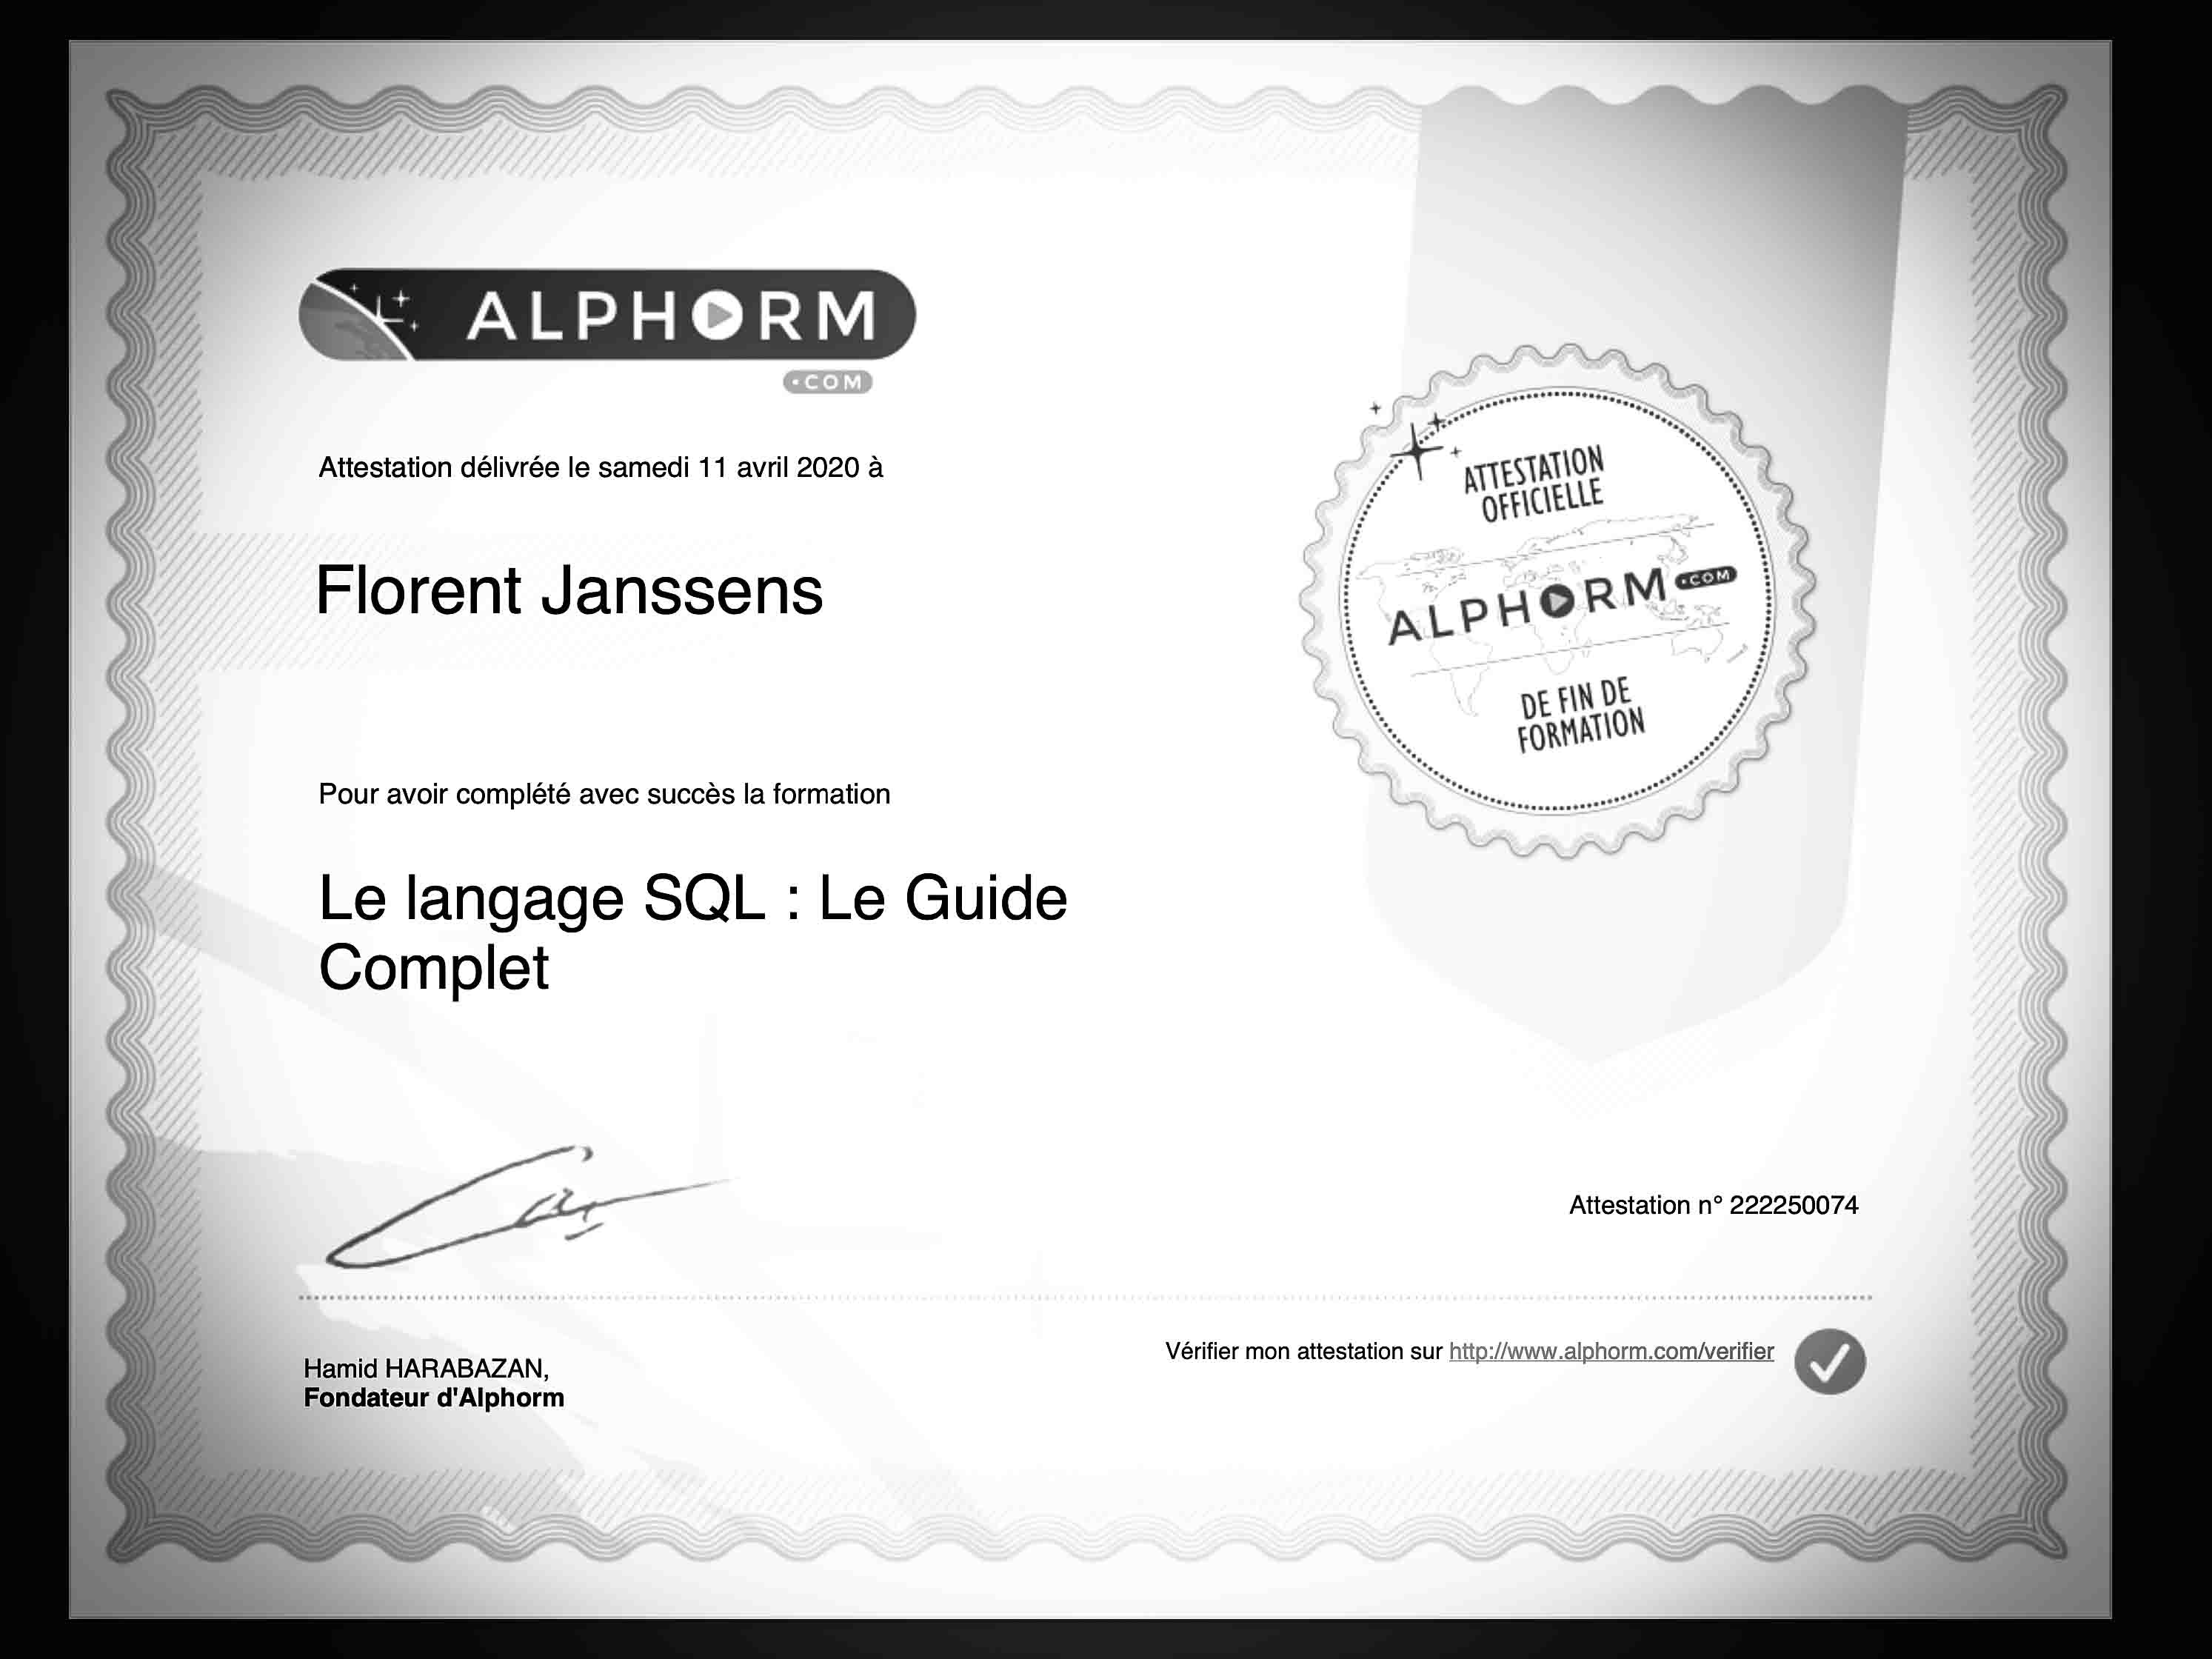 ALPHORM
.COM
Attestation délivrée le samedi 11 avril 2020 à
Florent Janssens
Pour avoir complété avec succès la formation
Le langage SQL : Le Guide
Complet
ATTESTATION
OFFICIELLE
ALPHORM .COM
DE FIN DE
FORMATION
Attestation n° 222250074
Vérifier mon attestation sur http://www.alphorm.com/verifier
Hamid HARABAZAN,
Fondateur d'Alphorm